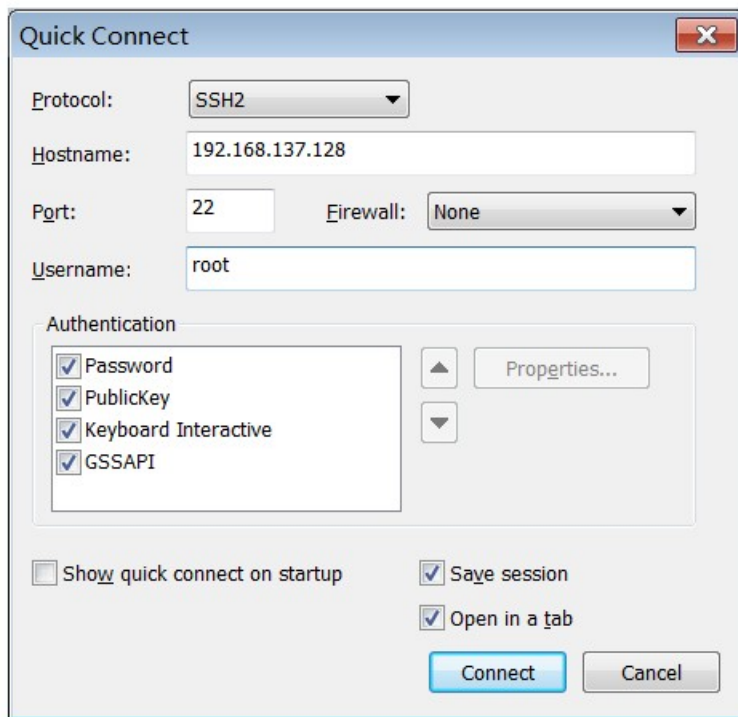 Quick Connect
Protocol: SSH2
Hostname: 192.168.137.128
Port: 22 Firewall: None
Username: root
Authentication
Password
PublicKey Properties...
Keyboard Interactive
GSSAPI
Show quick connect on startup Save session
Open in a tab
Connect Cancel